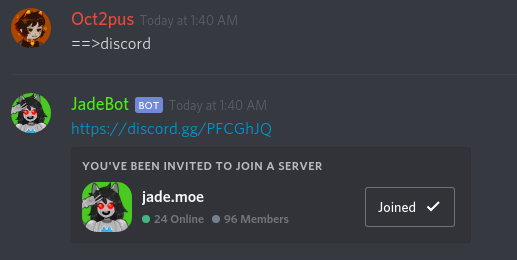 Oct2pus Today at 1:40 AM
==>discord
JadeBot BOT Today at 1:40 AM
https://discord.gg/PFCGhJQ
YOU'VE BEEN INVITED TO JOIN A SERVER
jade.moe
24 Online 96 Members
Joined